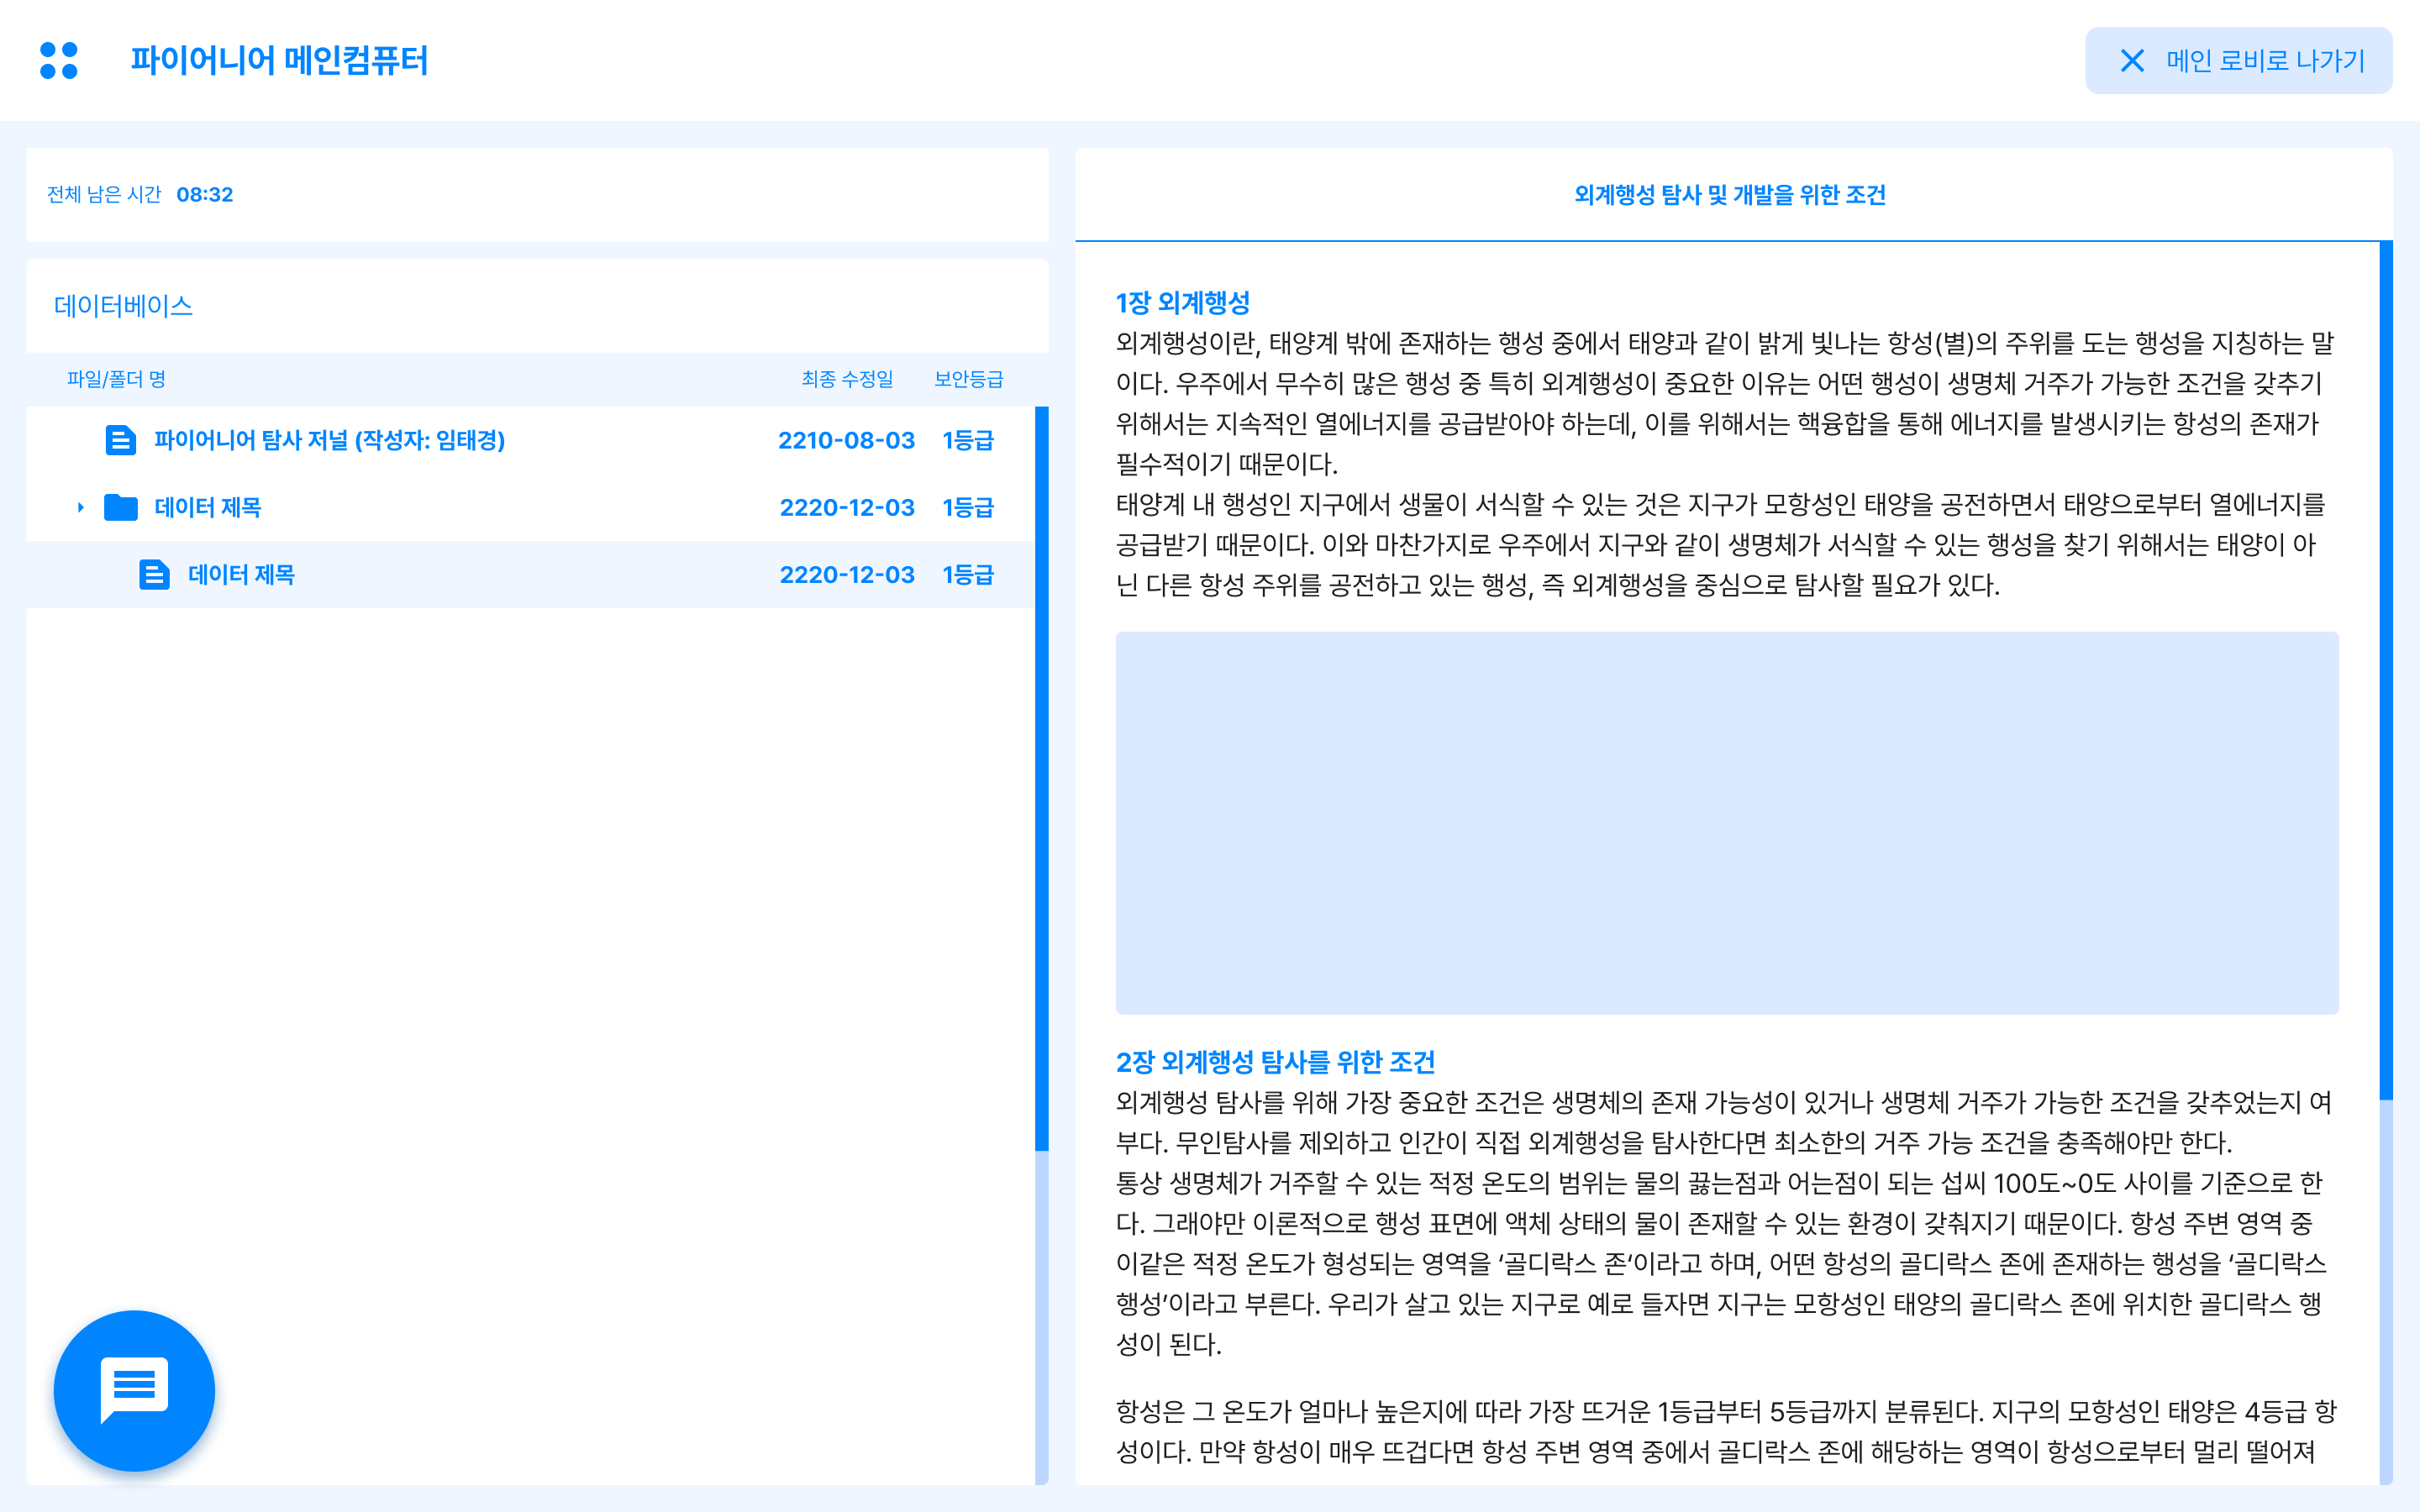 파이어니어 메인컴퓨터
메인 로비로 나가기
전체 남은 시간 08:32
데이터베이스
파일/폴더 명 최종 수정일 보안등급
파이어니어 탐사 저널 (작성자: 임태경) 2210-08-03 1등급
데이터 제목 2220-12-03 1등급
데이터 제목 2220-12-03 1등급
외계행성 탐사 및 개발을 위한 조건
1장 외계행성
외계행성이란, 태양계 밖에 존재하는 행성 중에서 태양과 같이 밝게 빛나는 항성(별)의 주위를 도는 행성을 지칭하는 말
이다. 우주에서 무수히 많은 행성 중 특히 외계행성이 중요한 이유는 어떤 행성이 생명체 거주가 가능한 조건을 갖추기
위해서는 지속적인 열에너지를 공급받아야 하는데, 이를 위해서는 핵융합을 통해 에너지를 발생시키는 항성의 존재가
필수적이기 때문이다.
태양계 내 행성인 지구에서 생물이 서식할 수 있는 것은 지구가 모항성인 태양을 공전하면서 태양으로부터 열에너지를
공급받기 때문이다. 이와 마찬가지로 우주에서 지구와 같이 생명체가 서식할 수 있는 행성을 찾기 위해서는 태양이 아
닌 다른 항성 주위를 공전하고 있는 행성, 즉 외계행성을 중심으로 탐사할 필요가 있다.
2장 외계행성 탐사를 위한 조건
외계행성 탐사를 위해 가장 중요한 조건은 생명체의 존재 가능성이 있거나 생명체 거주가 가능한 조건을 갖추었는지 여
부다. 무인탐사를 제외하고 인간이 직접 외계행성을 탐사한다면 최소한의 거주 가능 조건을 충족해야만 한다.
통상 생명체가 거주할 수 있는 적정 온도의 범위는 물의 끓는점과 어는점이 되는 섭씨 100도~0도 사이를 기준으로 한
다. 그래야만 이론적으로 행성 표면에 액체 상태의 물이 존재할 수 있는 환경이 갖춰지기 때문이다. 항성 주변 영역 중
이같은 적정 온도가 형성되는 영역을 ‘골디락스 존‘이라고 하며, 어떤 항성의 골디락스 존에 존재하는 행성을 ‘골디락스
행성’이라고 부른다. 우리가 살고 있는 지구로 예로 들자면 지구는 모항성인 태양의 골디락스 존에 위치한 골디락스 행
성이 된다.
항성은 그 온도가 얼마나 높은지에 따라 가장 뜨거운 1등급부터 5등급까지 분류된다. 지구의 모항성인 태양은 4등급 항
성이다. 만약 항성이 매우 뜨겁다면 항성 주변 영역 중에서 골디락스 존에 해당하는 영역이 항성으로부터 멀리 떨어져